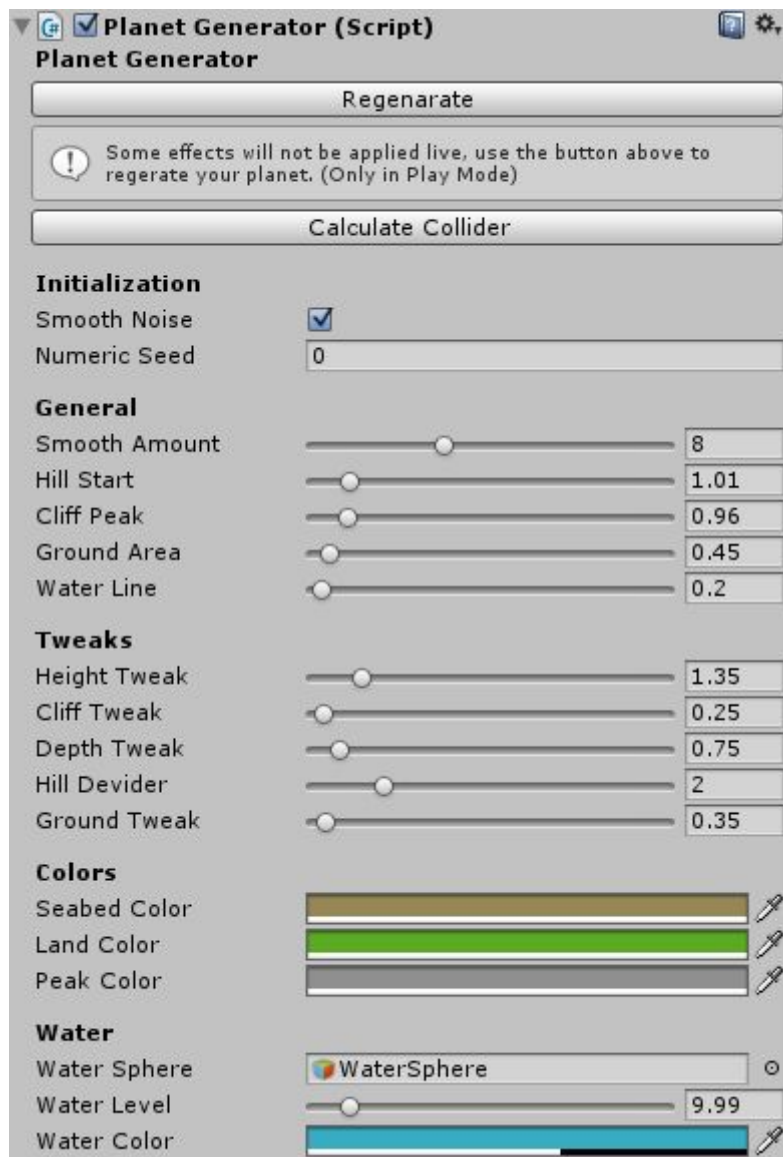 Planet Generator (Script)
Planet Generator
Regenarate
Some effects will not be applied live, use the button above to
regerate your planet. (Only in Play Mode)
Calculate Collider
Initialization
Smooth Noise
Numeric Seed 0
General
Smooth Amount 8
Hill Start 1.01
Cliff Peak 0.96
Ground Area 0.45
Water Line 0.2
Tweaks
Height Tweak 1.35
Cliff Tweak 0.25
Depth Tweak 0.75
Hill Devider 2
Ground Tweak 0.35
Colors
Seabed Color
Land Color
Peak Color
Water
Water Sphere WaterSphere
Water Level 9.99
Water Color